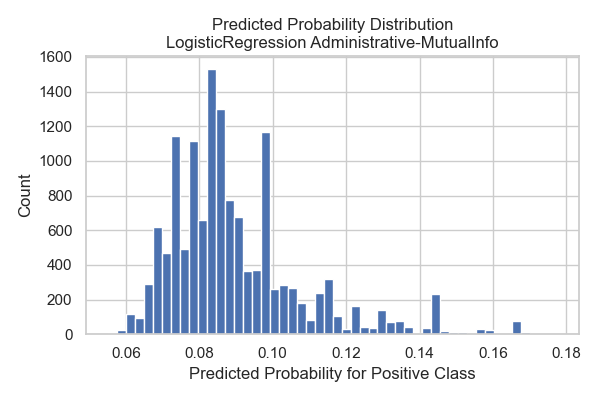 Predicted Probability Distribution
LogisticRegression Administrative-MutualInfo
1600
1400
1200
1000
800
600
400
200
0
Count
0.06 0.08 0.10 0.12 0.14 0.16 0.18
Predicted Probability for Positive Class